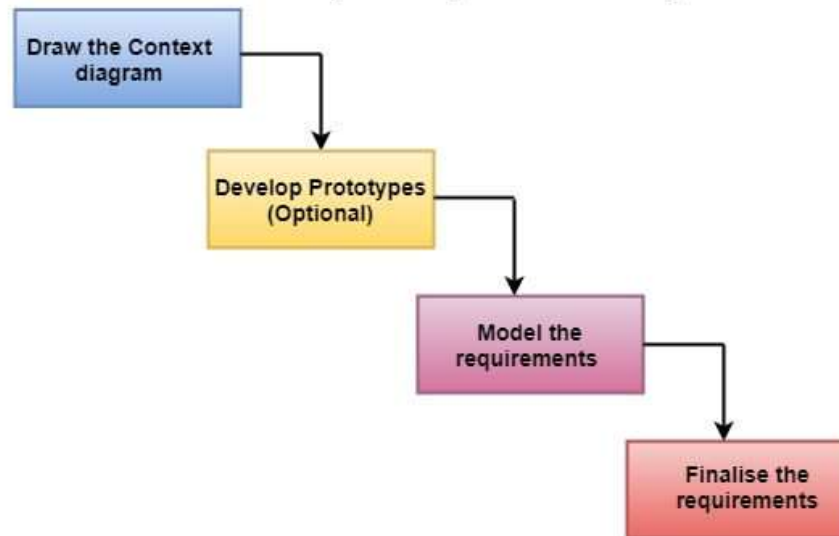 Draw the Context
diagram
Develop Prototypes
(Optional)
Model the
requirements
Finalise the
requirements